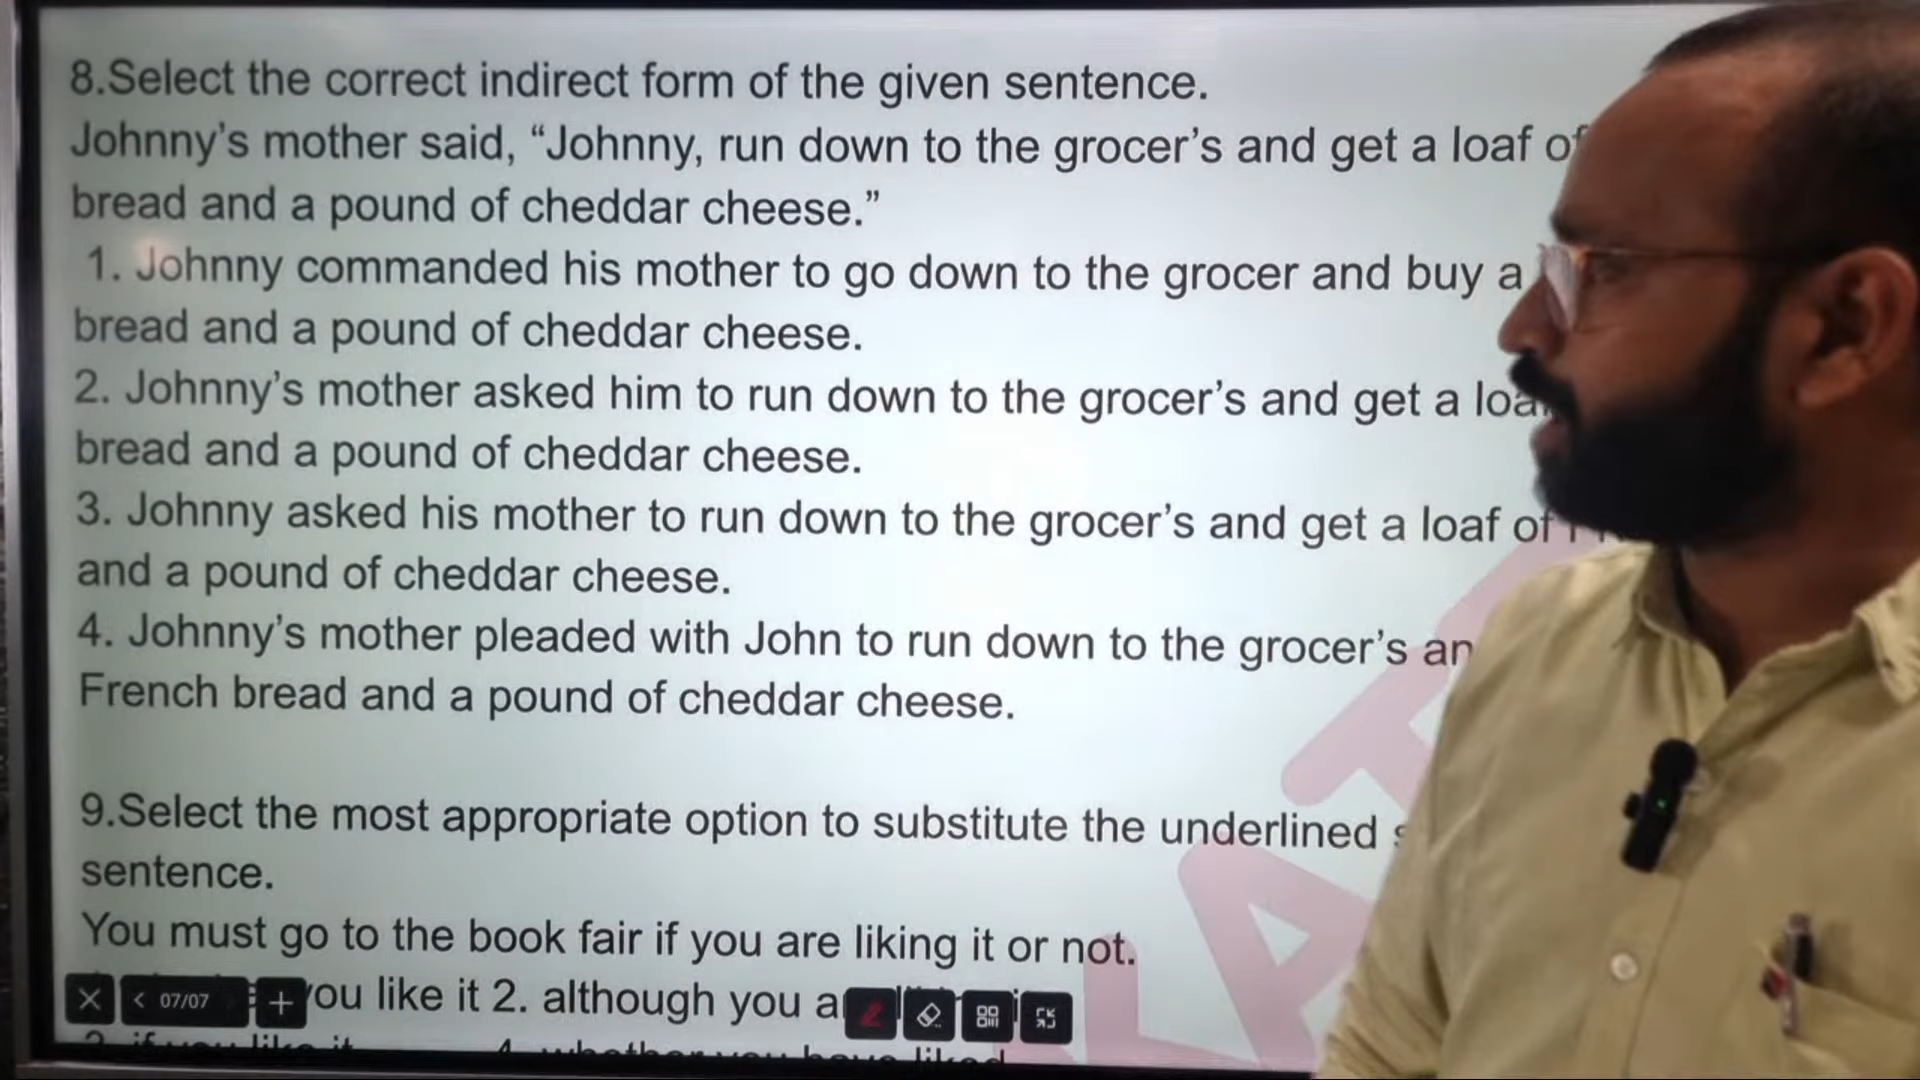 8.Select the correct indirect form of the given sentence.
Johnny’s mother said, “Johnny, run down to the grocer’s and get a loaf of
bread and a pound of cheddar cheese.”
1. Johnny commanded his mother to go down to the grocer and buy a
bread and a pound of cheddar cheese.
2. Johnny’s mother asked him to run down to the grocer’s and get a
bread and a pound of cheddar cheese.
3. Johnny asked his mother to run down to the grocer’s and get a loaf of
and a pound of cheddar cheese.
4. Johnny’s mother pleaded with John to run down to the grocer’s
French bread and a pound of cheddar cheese.
9.Select the most appropriate option to substitute the underlined
sentence.
You must go to the book fair if you are liking it or not.
you like it 2. although you
07/07